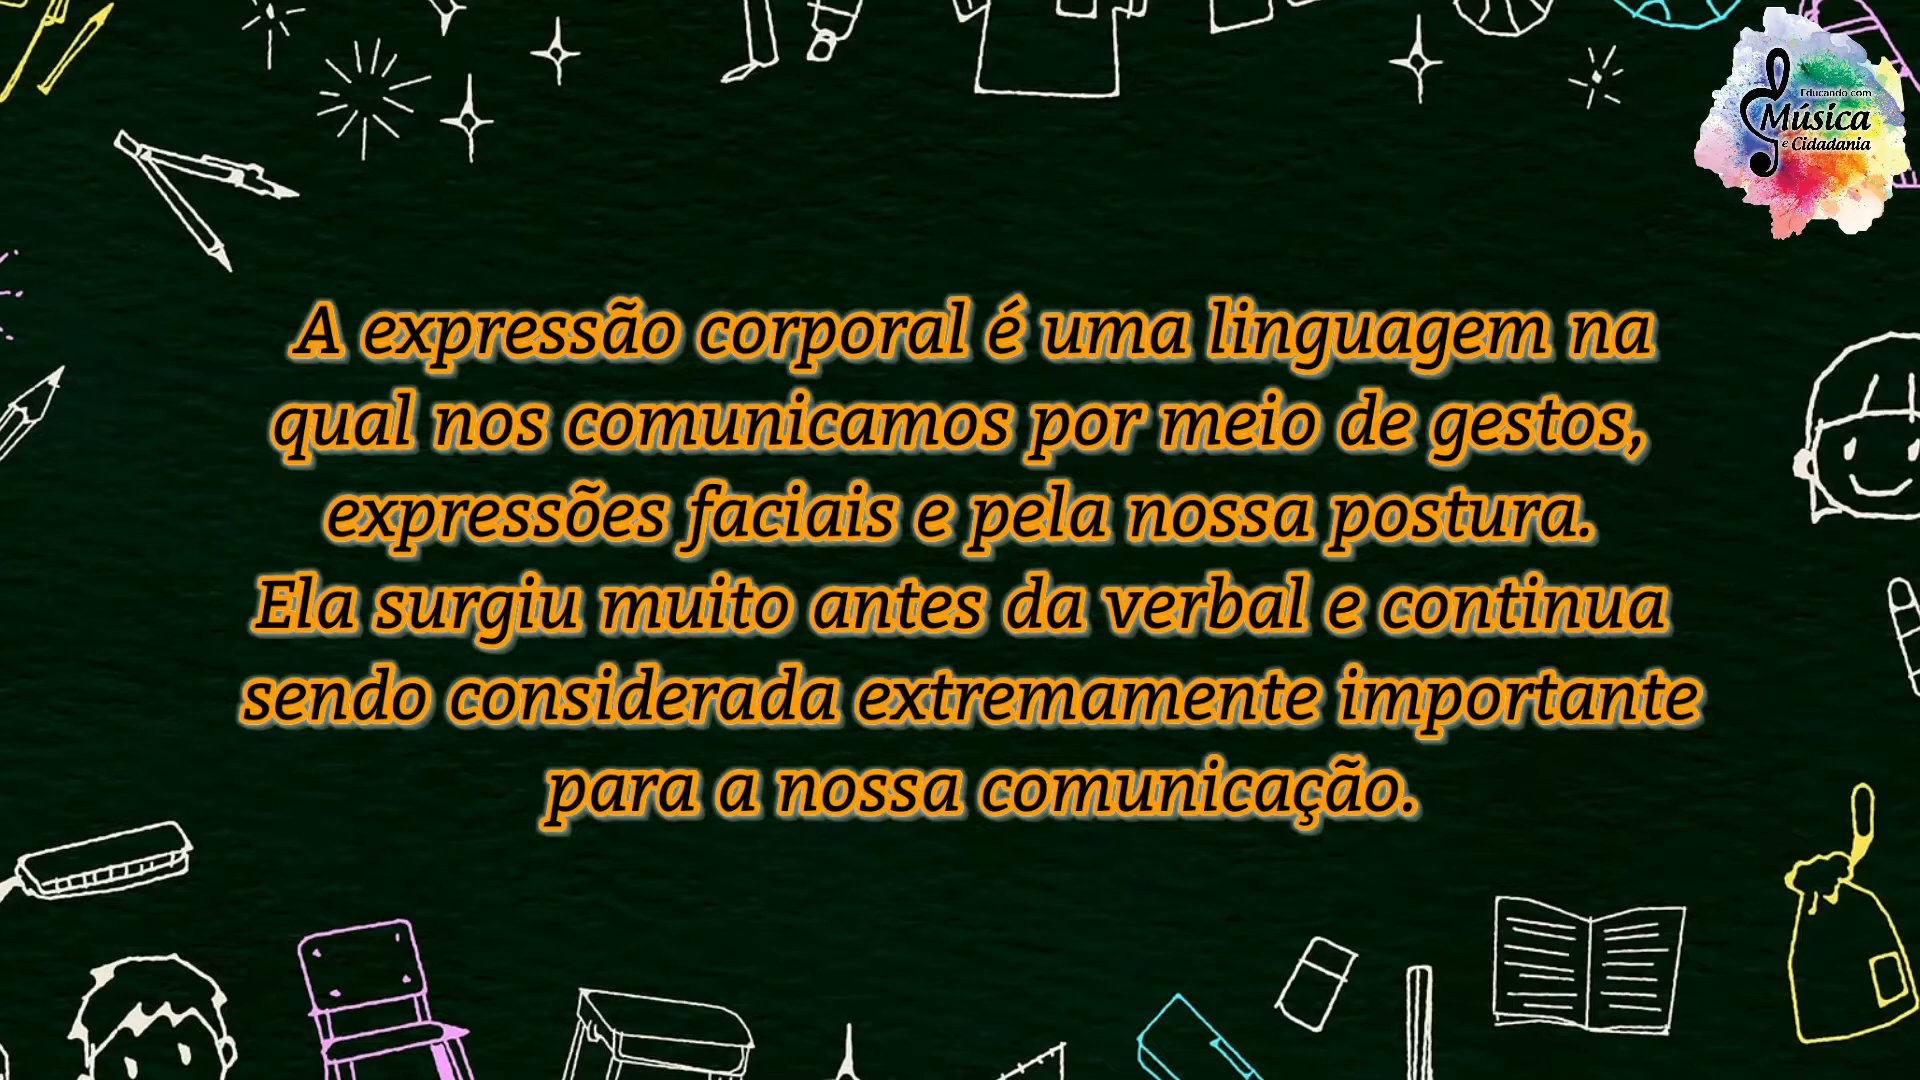 Educando com
Música
e Cidadania
A expressão corporal é uma linguagem na
qual nos comunicamos por meio de gestos,
expressões faciais e pela nossa postura.
Ela surgiu muito antes da verbal e continua
sendo considerada extremamente importante
para a nossa comunicação.